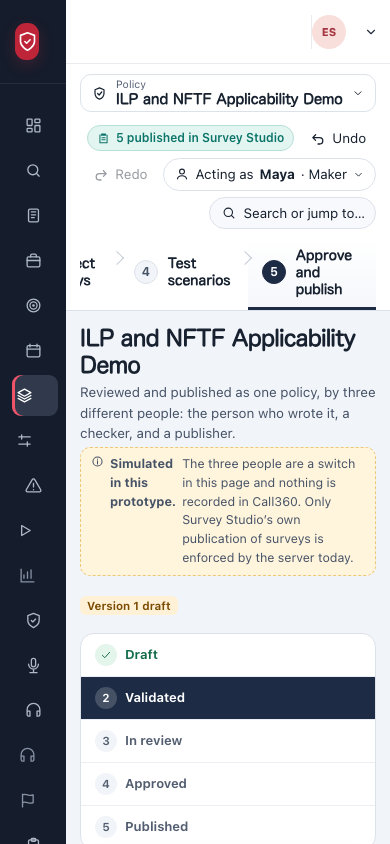 ES
Policy
ILP and NFTF Applicability Demo
5 published in Survey Studio
Undo
Redo
Acting as Maya · Maker
Search or jump to...
ect
ys
4
Test
scenarios
5
Approve
and
publish
ILP and NFTF Applicability
Demo
Reviewed and published as one policy, by three
different people: the person who wrote it, a
checker, and a publisher.
Simulated
in this
prototype.
The three people are a switch
in this page and nothing is
recorded in Call360. Only
Survey Studio's own
publication of surveys is
enforced by the server today.
Version 1 draft
Draft
2 Validated
3 In review
4 Approved
5 Published